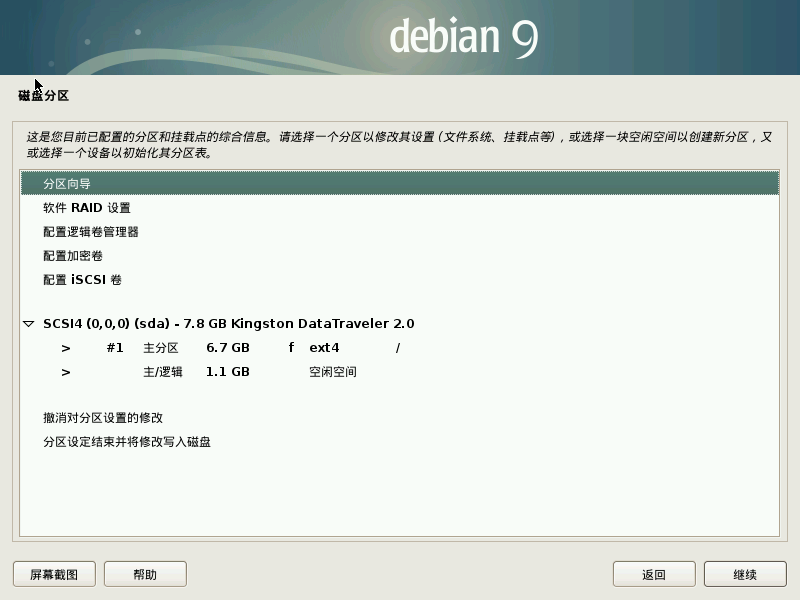 debian 9
磁盘分区
这是您目前已配置的分区和挂载点的综合信息。请选择一个分区以修改其设置 (文件系统、挂载点等)，或选择一块空闲空间以创建新分区，又
或选择一个设备以初始化其分区表。
分区向导
软件 RAID 设置
配置逻辑卷管理器
配置加密卷
配置 iSCSI 卷
SCSI4 (0,0,0) (sda) - 7.8 GB Kingston DataTraveler 2.0
> #1 主分区 6.7 GB f ext4 /
> 主/逻辑 1.1 GB 空闲空间
撤消对分区设置的修改
分区设定结束并将修改写入磁盘
屏幕截图 帮助 返回 继续